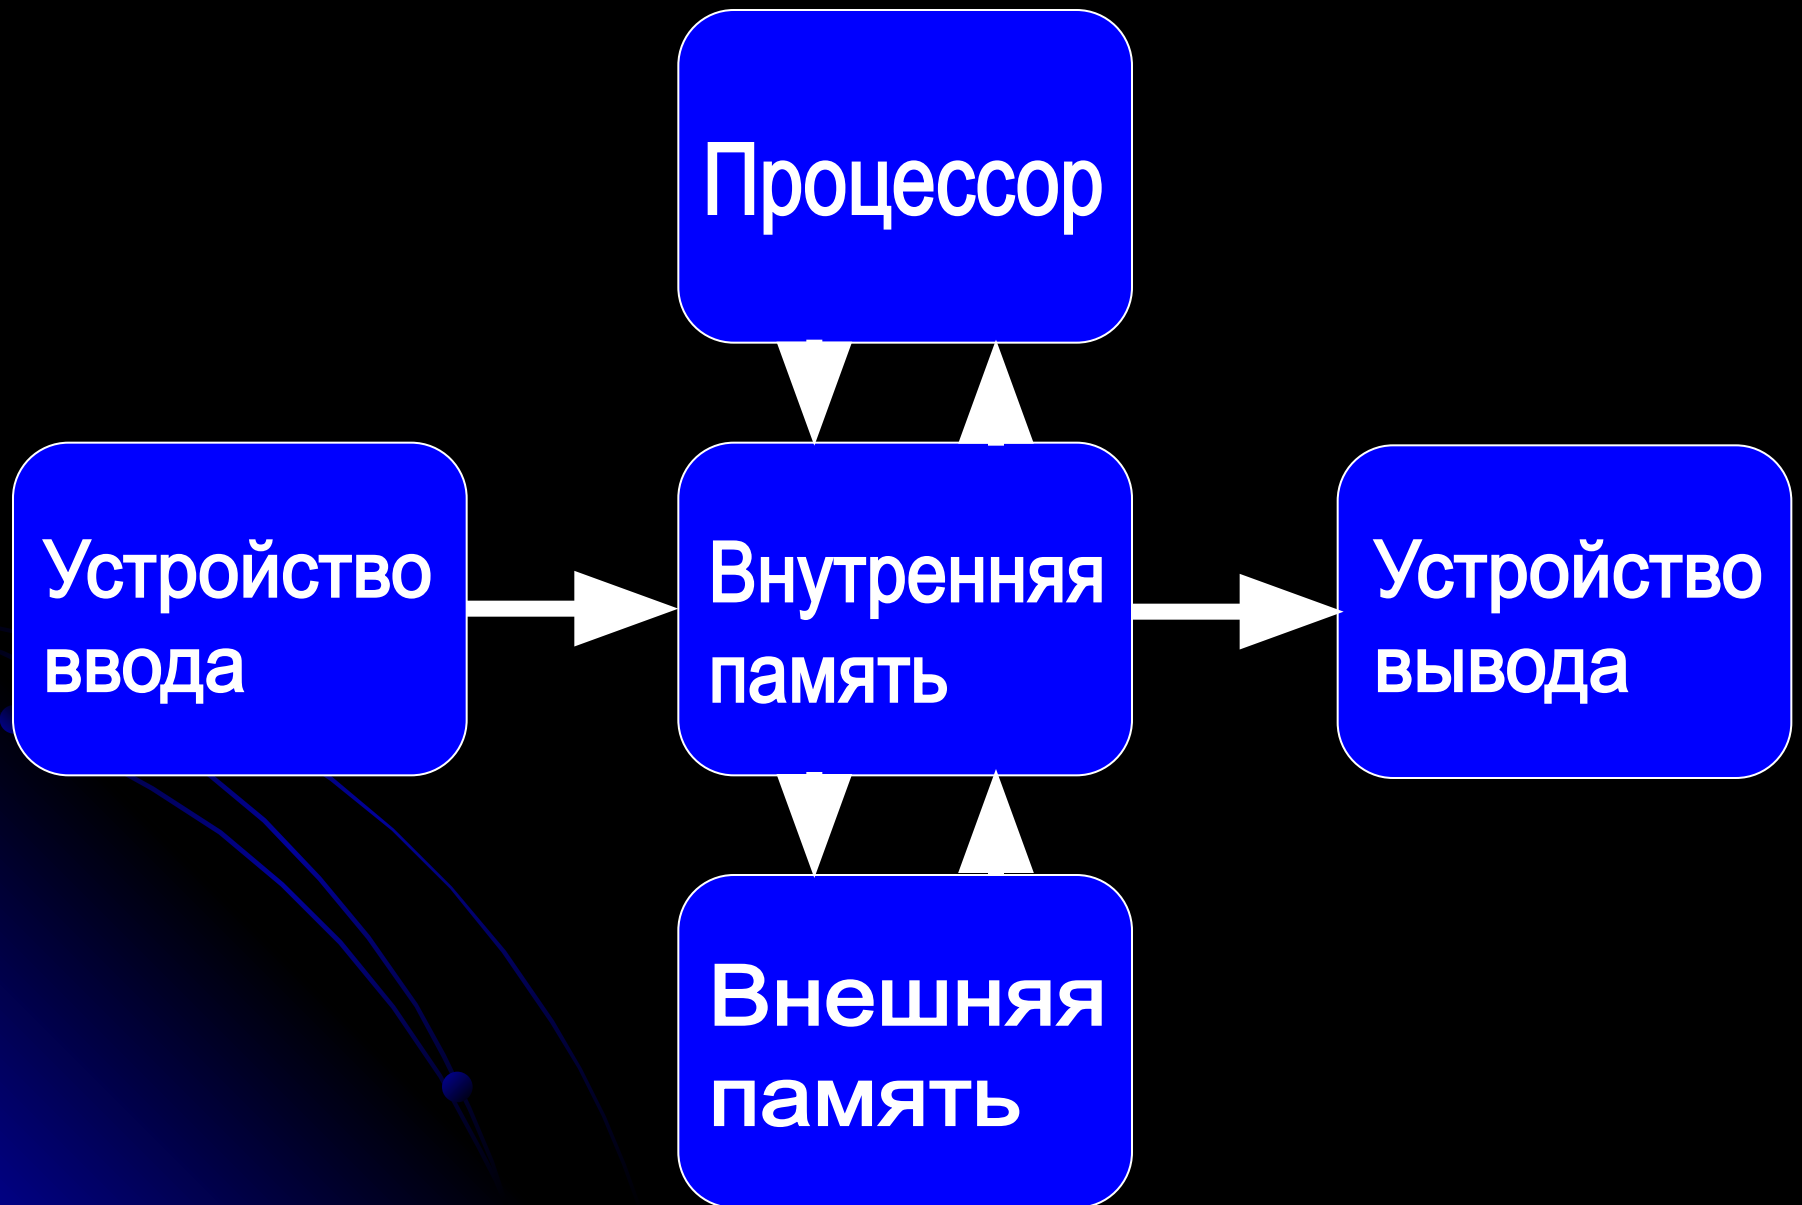 Процессор
Устройство
ввода
Внутренняя
память
Устройство
вывода
Внешняя
память